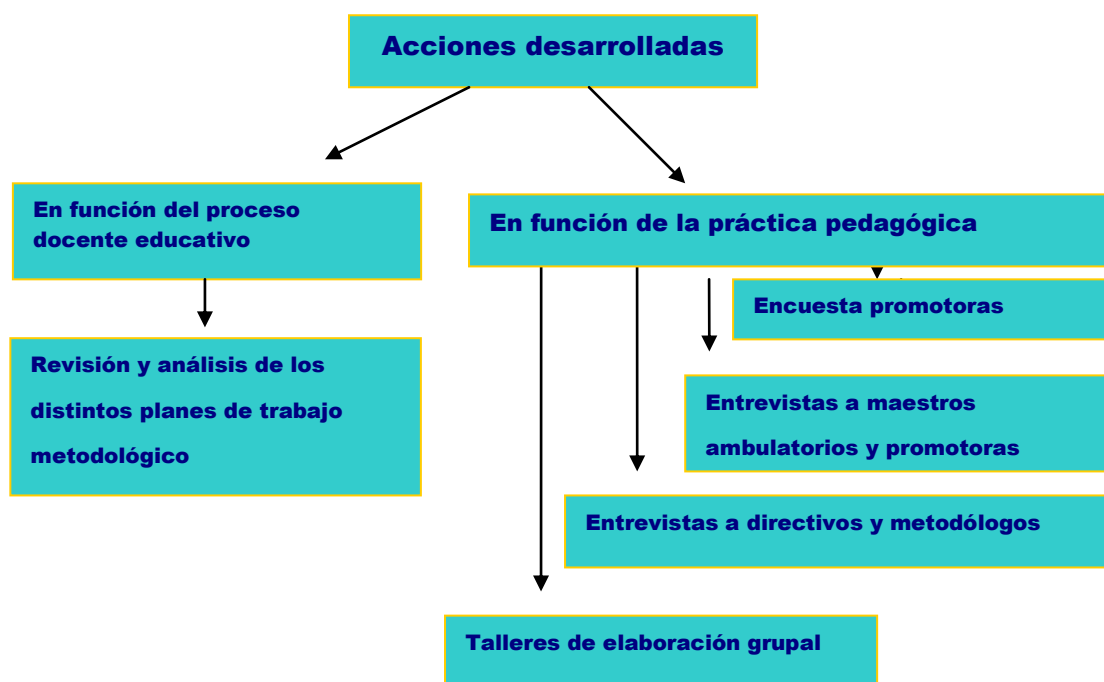 Acciones desarrolladas
En función del proceso
docente educativo
En función de la práctica pedagógica
Encuesta promotoras
Revisión y análisis de los
distintos planes de trabajo
metodológico
Entrevistas a maestros
ambulatorios y promotoras
Entrevistas a directivos y metodólogos
Talleres de elaboración grupal